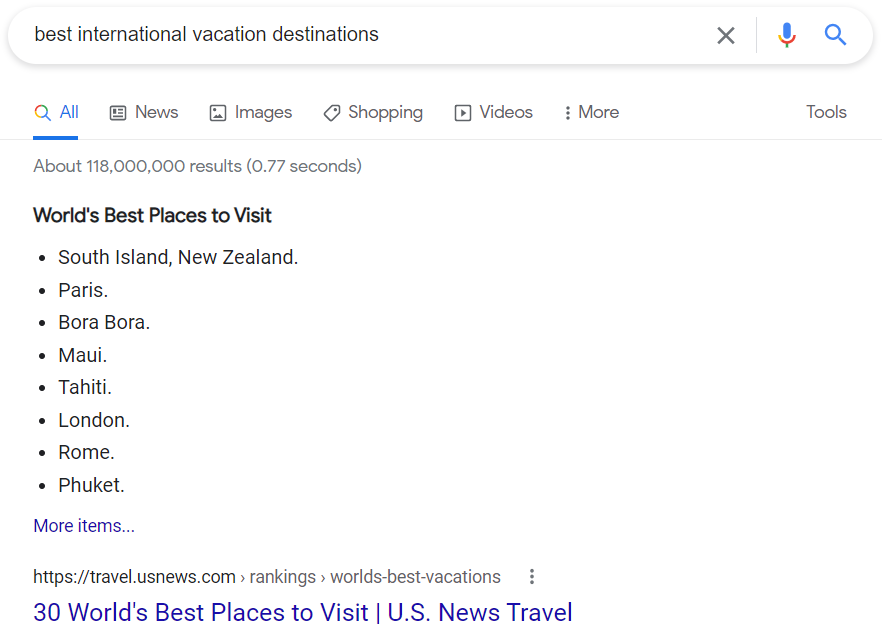 best international vacation destinations
All News Images Shopping Videos More Tools
About 118,000,000 results (0.77 seconds)
World's Best Places to Visit
• South Island, New Zealand.
• Paris.
• Bora Bora.
• Maui.
• Tahiti.
• London.
• Rome.
• Phuket.
More items...
https://travel.usnews.com › rankings › worlds-best-vacations
30 World's Best Places to Visit | U.S. News Travel